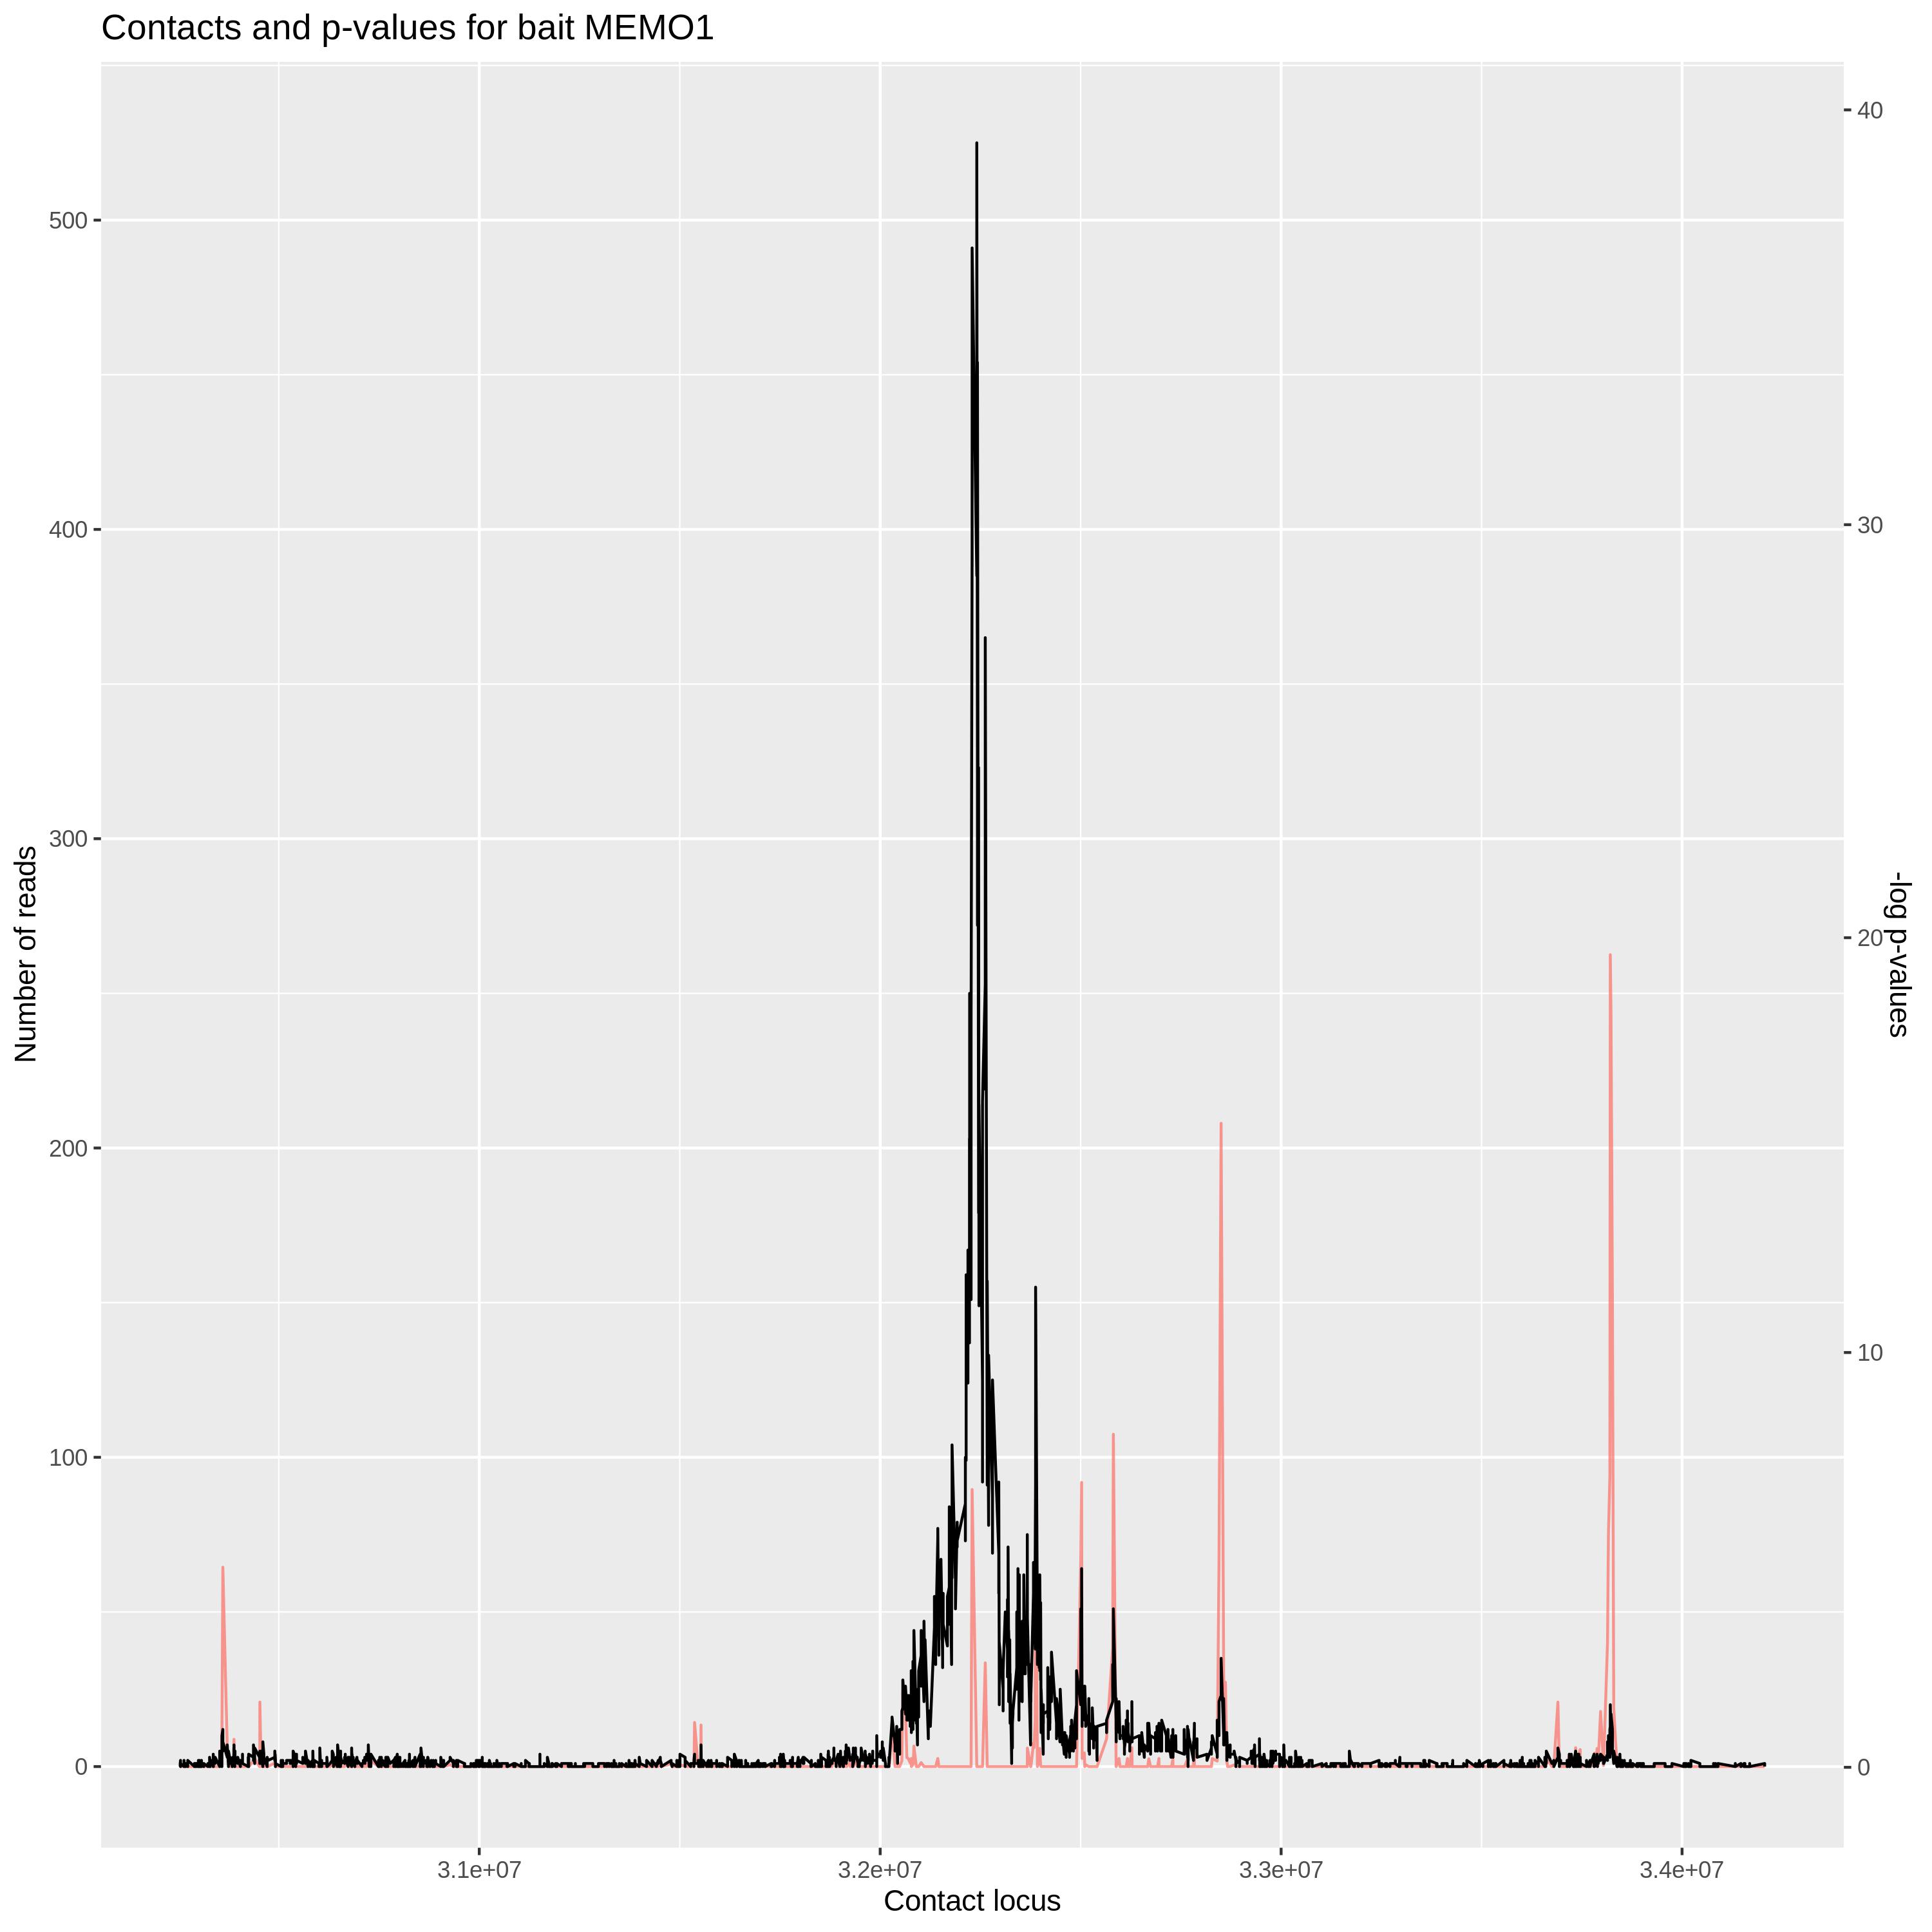 Contacts and p-values for bait MEMO1
Number of reads
500
400
300
200
100
0
40
30
20
10
0
-log p-values
3.1e+07
3.2e+07
3.3e+07
3.4e+07
Contact locus